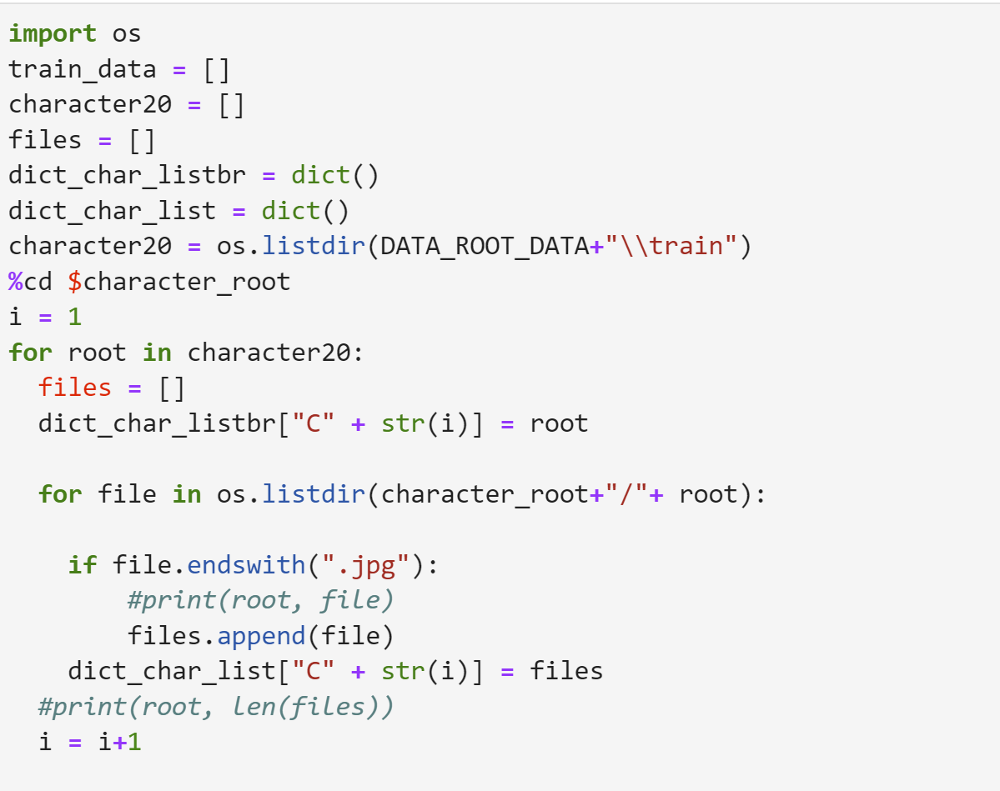 import os
train_data = []
character20 = []
files = []
dict_char_listbr = dict()
dict_char_list = dict()
character20 = os.listdir(DATA_ROOT_DATA+"\\train")
%cd $character_root
i = 1
for root in character20:
  files = []
  dict_char_listbr["C" + str(i)] = root

  for file in os.listdir(character_root+"/"+ root):

    if file.endswith(".jpg"):
        #print(root, file)
        files.append(file)
    dict_char_list["C" + str(i)] = files
  #print(root, len(files))
  i = i+1